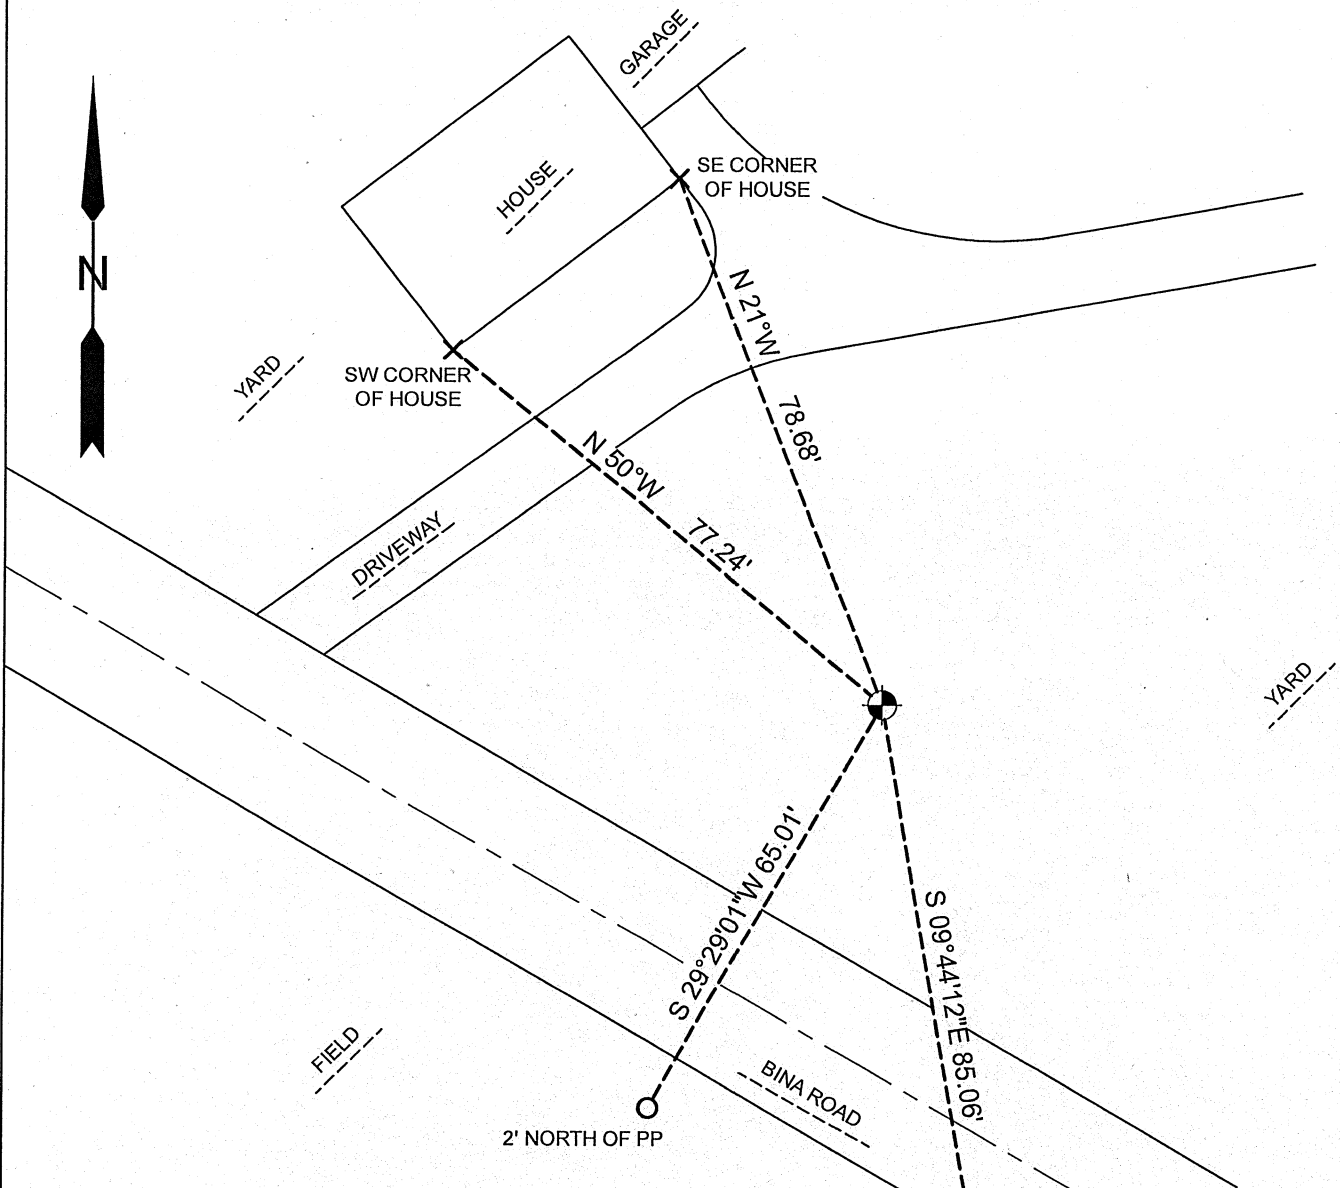 GARAGE
SE CORNER
OF HOUSE
HOUSE
N
N 21°W
78.68'
YARD
SW CORNER
OF HOUSE
N 50°W
77.24'
DRIVEWAY
YARD
S 29°29'01"W 65.01'
S 09°44'12"E 85.06'
FIELD
BINA ROAD
2' NORTH OF PP